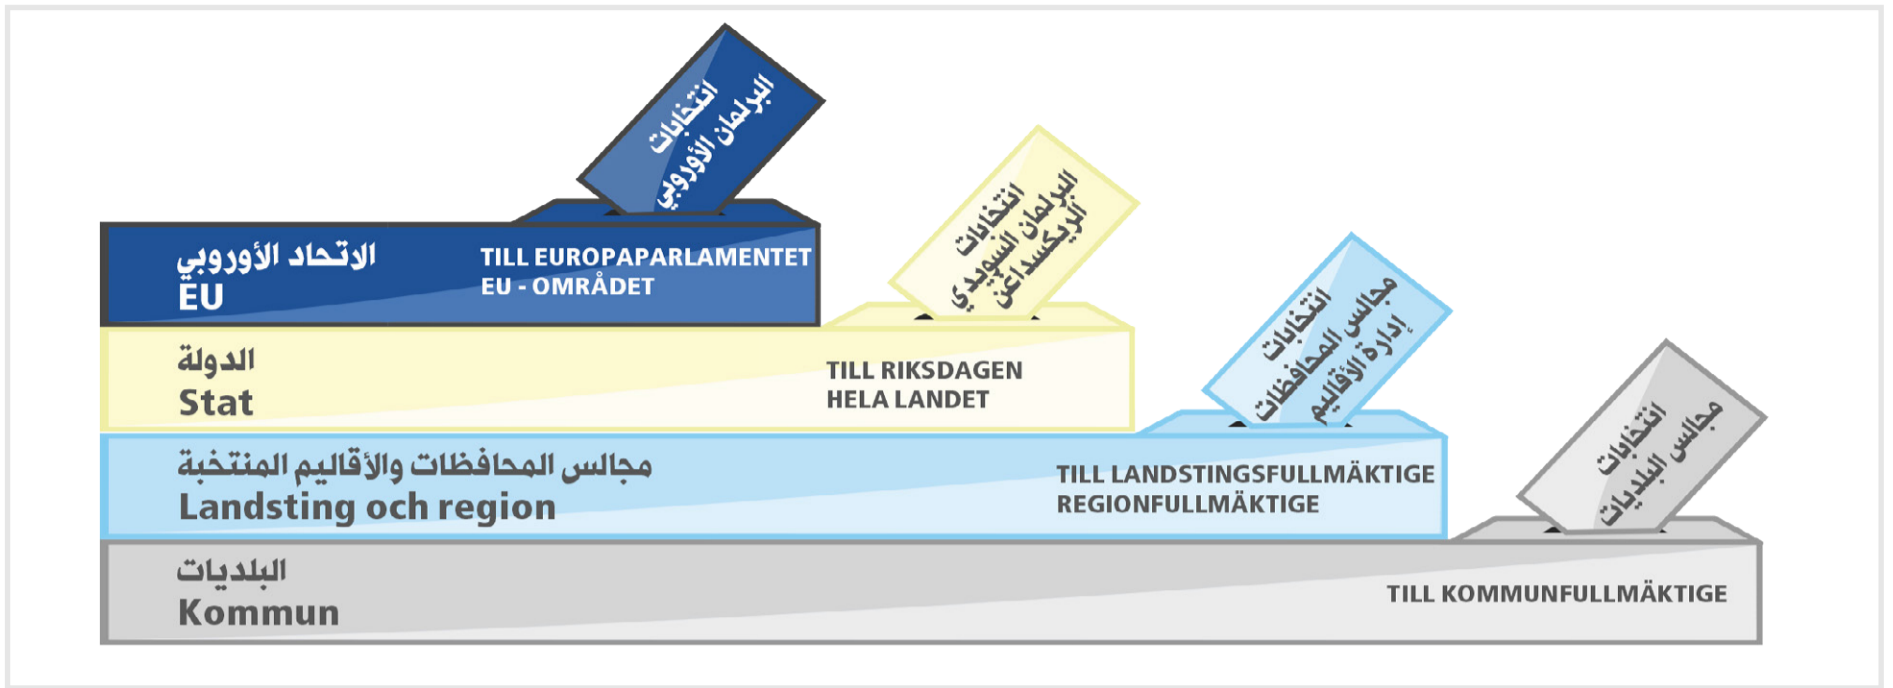 انتخابات
البرلمان الأوروبي
الاتحاد الأوروبي
EU
TILL EUROPAPARLAMENTET
EU - OMRÅDET
انتخابات
البرلمان السويدي
الريكسداغن
الدولة
Stat
TILL RIKSDAGEN
HELA LANDET
انتخابات
مجالس المحافظات
إدارة الأقاليم
مجالس المحافظات والأقاليم المنتخبة
Landsting och region
TILL LANDSTINGSFULLMÄKTIGE
REGIONFULLMÄKTIGE
انتخابات
مجالس البلديات
البلديات
Kommun
TILL KOMMUNFULLMÄKTIGE